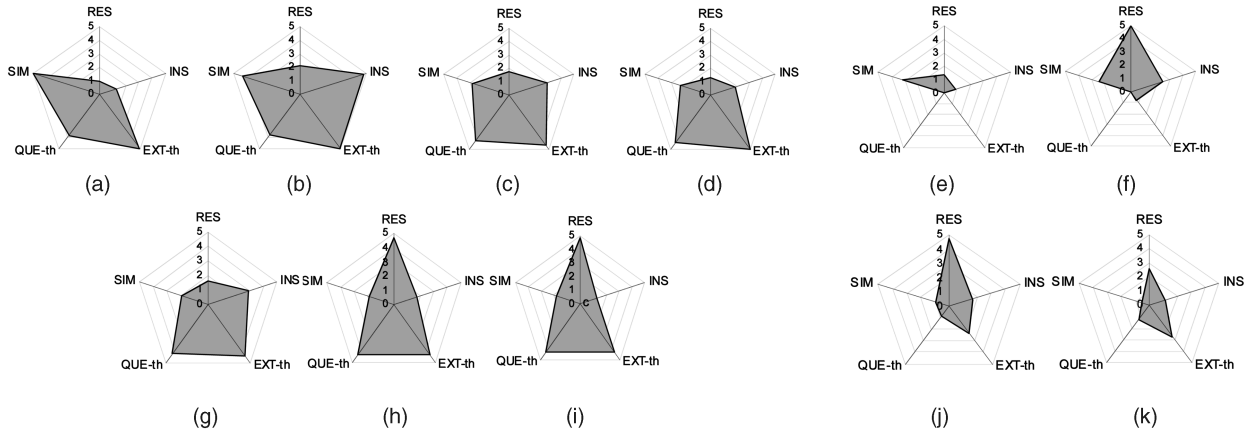 RES
5
4
3
2
1
0
SIM
INS
QUE-th
EXT-th
(a)
RES
5
4
3
2
1
0
SIM
INS
QUE-th
EXT-th
(b)
RES
5
4
3
2
1
0
SIM
INS
QUE-th
EXT-th
(c)
RES
5
4
3
2
1
0
SIM
INS
QUE-th
EXT-th
(d)
RES
5
4
3
2
1
0
SIM
INS
QUE-th
EXT-th
(e)
RES
5
4
3
2
1
0
SIM
INS
QUE-th
EXT-th
(f)
RES
5
4
3
2
1
0
SIM
INS
QUE-th
EXT-th
(g)
RES
5
4
3
2
1
0
SIM
INS
QUE-th
EXT-th
(h)
RES
5
4
3
2
1
0
C
SIM
INS
QUE-th
EXT-th
(i)
RES
5
4
3
2
1
0
SIM
INS
QUE-th
EXT-th
(j)
RES
5
4
3
2
1
0
SIM
INS
QUE-th
EXT-th
(k)